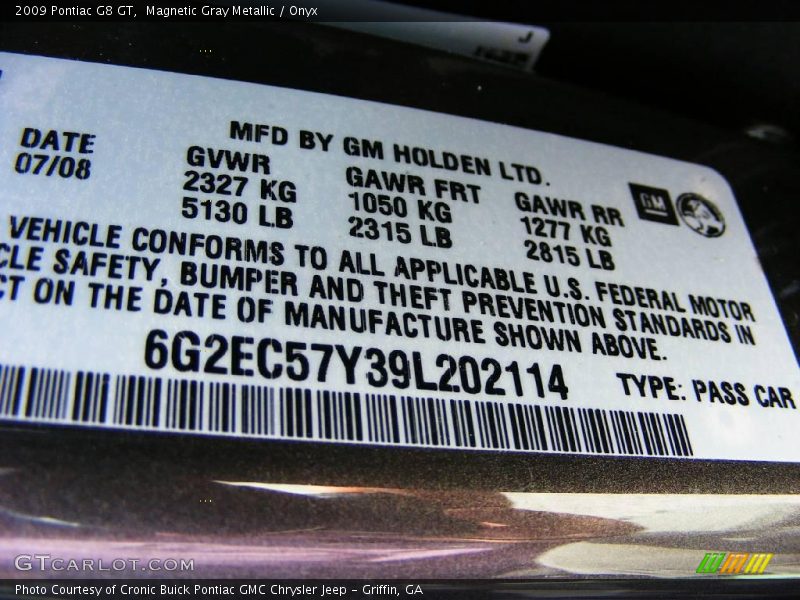 2009 Pontiac G8 GT, Magnetic Gray Metallic / Onyx
J
MFD BY GM HOLDEN LTD.
DATE
07/08
GVWR
2327 KG
5130 LB
GAWR FRT
1050 KG
2315 LB
GAWR RR
1277 KG
2815 LB
GM
VEHICLE CONFORMS TO ALL APPLICABLE U.S. FEDERAL MOTOR
CLE SAFETY, BUMPER AND THEFT PREVENTION STANDARDS IN
CT ON THE DATE OF MANUFACTURE SHOWN ABOVE.
6G2EC57Y39L202114
TYPE: PASS CAR
GTCARLOT.COM
Photo Courtesy of Cronic Buick Pontiac GMC Chrysler Jeep - Griffin, GA